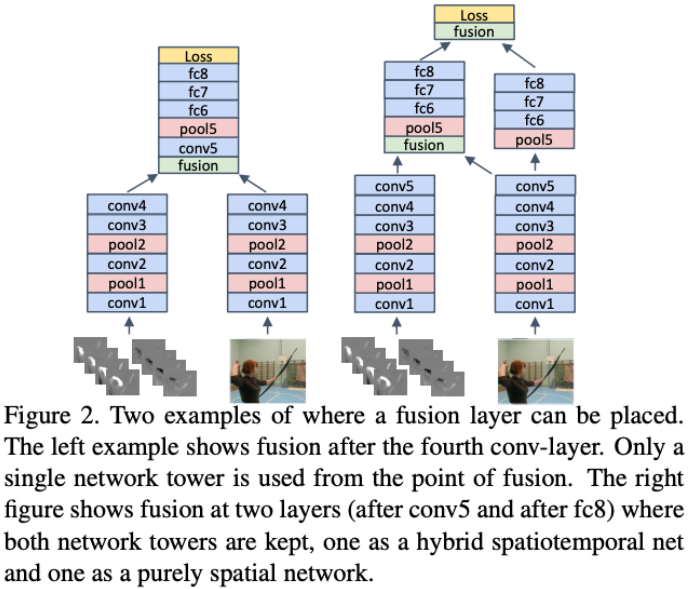 Loss
fc8
fc7
fc6
pool5
conv5
fusion
conv4
conv3
pool2
conv2
pool1
conv1
conv4
conv3
pool2
conv2
pool1
conv1
Loss
fusion
fc8
fc7
fc6
pool5
fusion
fc8
fc7
fc6
pool5
conv5
conv4
conv3
pool2
conv2
pool1
conv1
conv5
conv4
conv3
pool2
conv2
pool1
conv1
Figure 2. Two examples of where a fusion layer can be placed.
The left example shows fusion after the fourth conv-layer. Only a
single network tower is used from the point of fusion. The right
figure shows fusion at two layers (after conv5 and after fc8) where
both network towers are kept, one as a hybrid spatiotemporal net
and one as a purely spatial network.